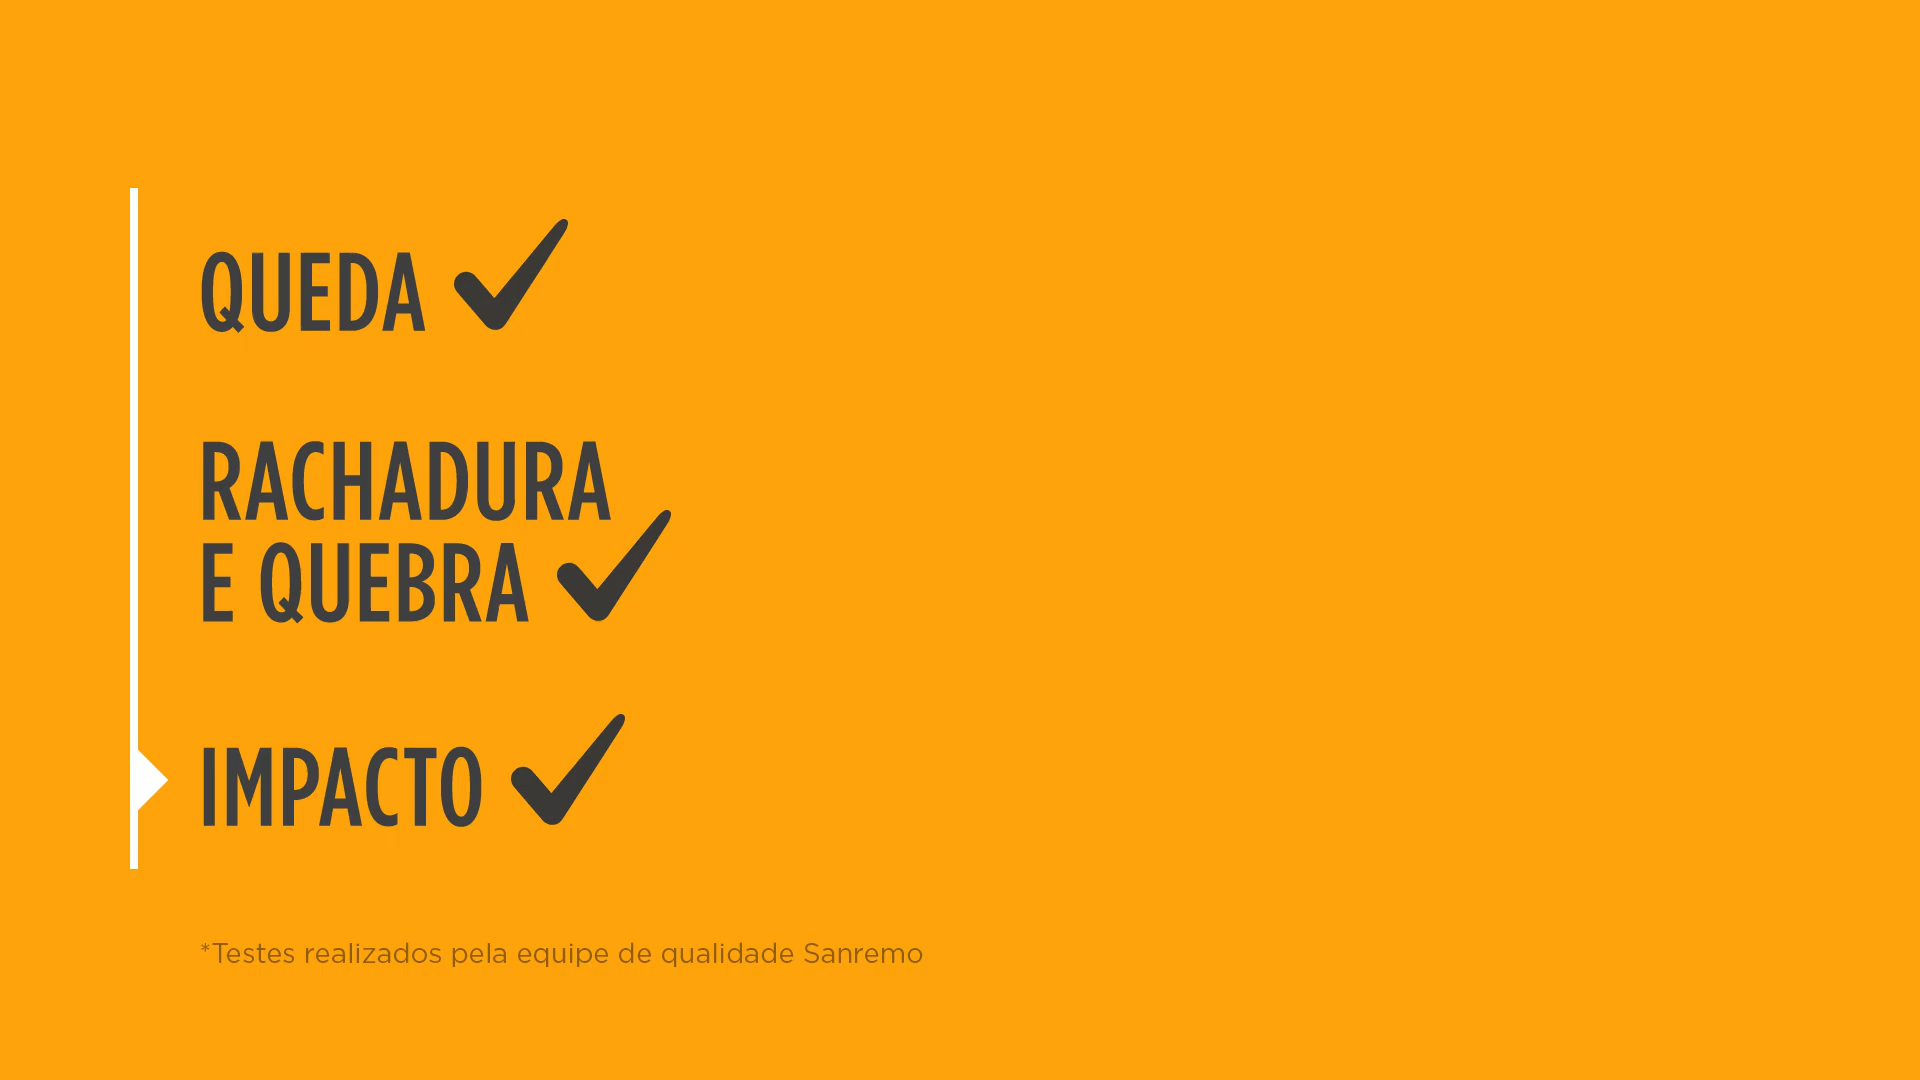 QUEDA ✓
RACHADURA
E QUEBRA ✓
IMPACTO ✓
*Testes realizados pela equipe de qualidade Sanremo